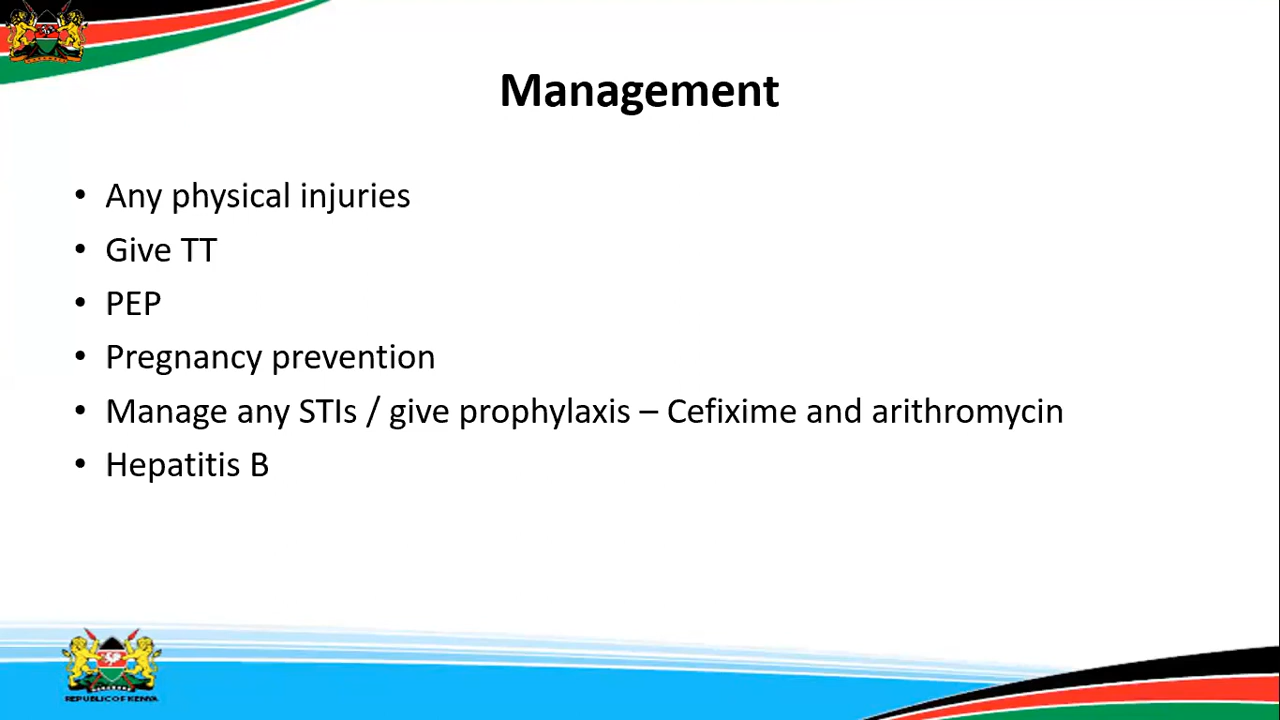 Management
• Any physical injuries
• Give TT
• PEP
• Pregnancy prevention
• Manage any STIs / give prophylaxis – Cefixime and arithromycin
• Hepatitis B
REPUBLIC OF KENYA